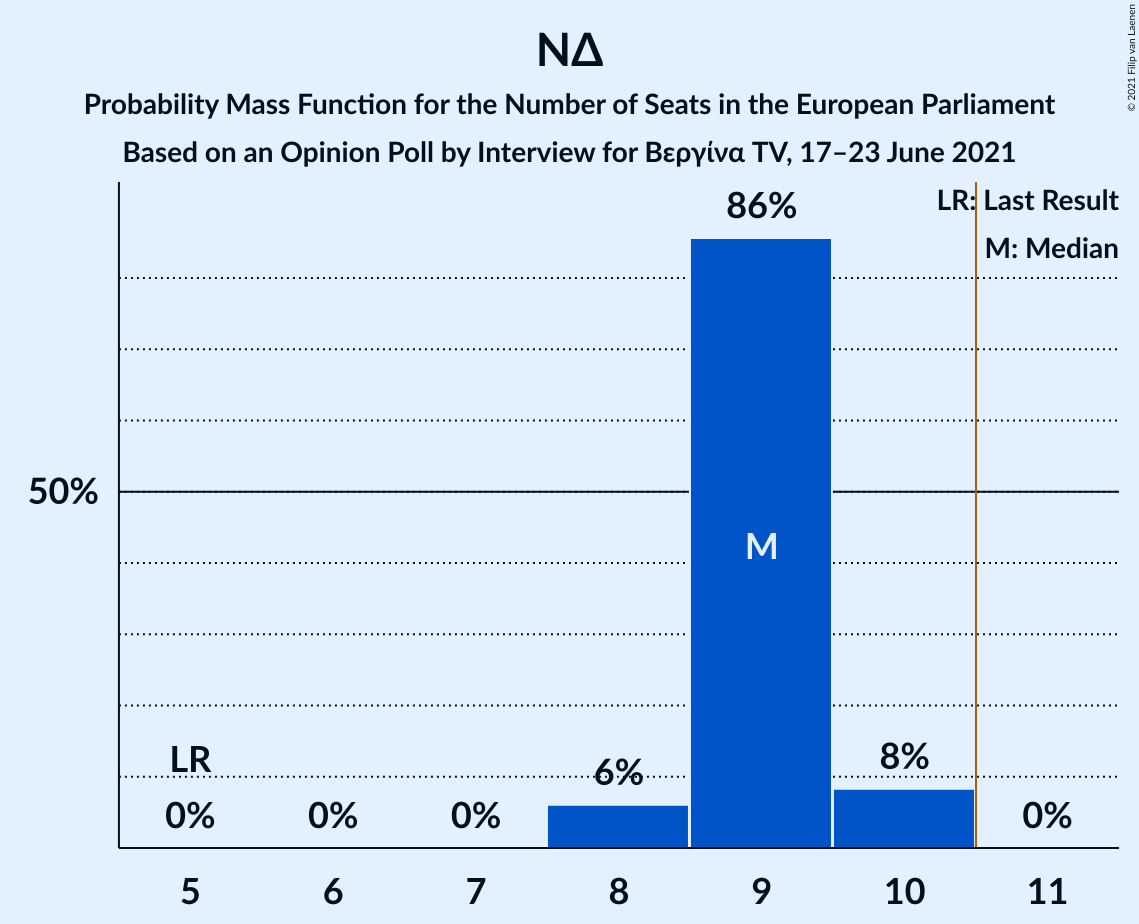 ΝΔ
Probability Mass Function for the Number of Seats in the European Parliament
Based on an Opinion Poll by Interview for Βεργίνα TV, 17–23 June 2021
© 2021 Filip van Laenen
LR: Last Result
M: Median
86%
50%
M
LR
0%
0%
0%
6%
8%
0%
5
6
7
8
9
10
11